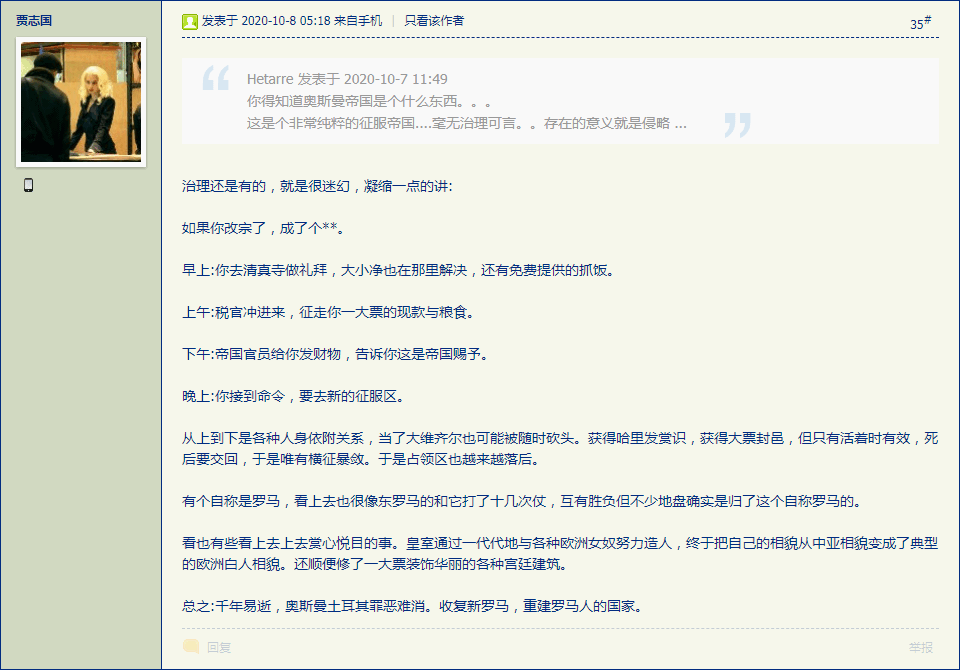 贾志国
发表于 2020-10-8 05:18 来自手机 | 只看该作者
35#
Hetarre 发表于 2020-10-7 11:49
你得知道奥斯曼帝国是个什么东西。。。
这是个非常纯粹的征服帝国....毫无治理可言。。存在的意义就是侵略 ...
治理还是有的，就是很迷幻，凝缩一点的讲:
如果你改宗了，成了个**。
早上:你去清真寺做礼拜，大小净也在那里解决，还有免费提供的抓饭。
上午:税官冲进来，征走你一大票的现款与粮食。
下午:帝国官员给你发财物，告诉你这是帝国赐予。
晚上:你接到命令，要去新的征服区。
从上到下是各种人身依附关系，当了大维齐尔也可能被随时砍头。获得哈里发赏识，获得大票封邑，但只有活着时有效，死
后要交回，于是唯有横征暴敛。于是占领区也越来越落后。
有个自称是罗马，看上去也很像东罗马的和它打了十几次仗，互有胜负但不少地盘确实是归了这个自称罗马的。
看也有些看上去上去赏心悦目的事。皇室通过一代代地与各种欧洲女奴努力造人，终于把自己的相貌从中亚相貌变成了典型
的欧洲白人相貌。还顺便修了一大票装饰华丽的各种宫廷建筑。
总之:千年易逝，奥斯曼土耳其罪恶难消。收复新罗马，重建罗马人的国家。
回复
举报